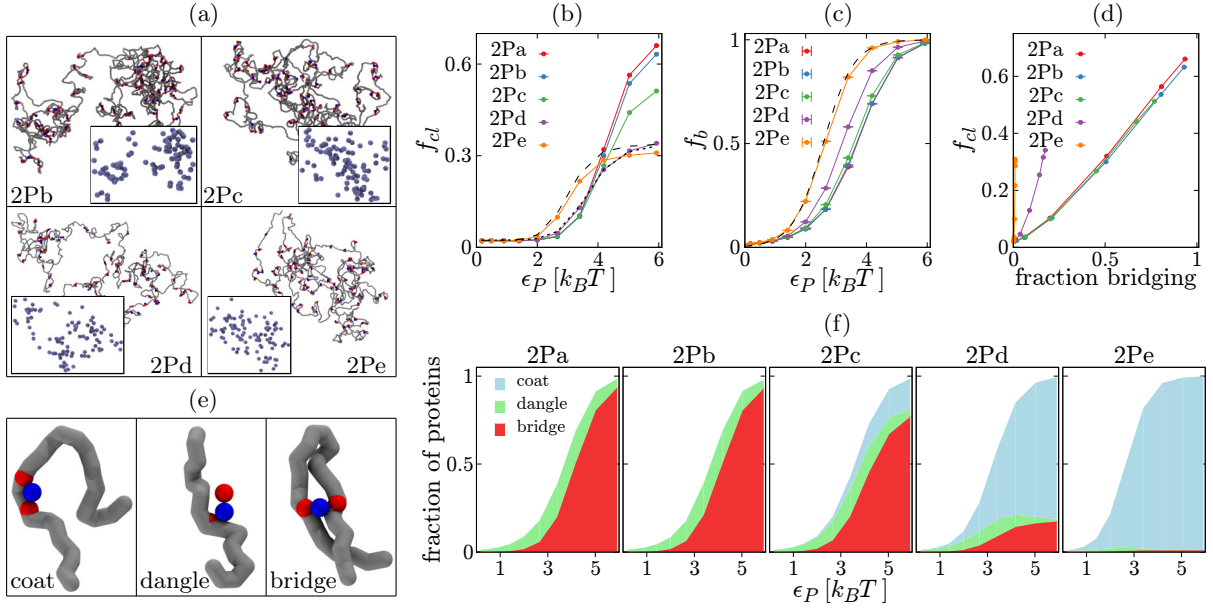 (a)
2Pb
2Pc
2Pd
2Pe
(b)
2Pa
2Pb
2Pc
2Pd
2Pe
f_cl
0.6
0.3
0
0 2 4 6
ϵ_P [k_BT]
(c)
2Pa
2Pb
2Pc
2Pd
2Pe
f_b
1
0.5
0
0 2 4 6
ϵ_P [k_BT]
(d)
2Pa
2Pb
2Pc
2Pd
2Pe
f_cl
0.6
0.4
0.2
0
0 0.5 1
fraction bridging
(e)
coat
dangle
bridge
(f)
2Pa 2Pb 2Pc 2Pd 2Pe
coat
dangle
bridge
fraction of proteins
1
0.5
0
1 3 5 1 3 5 1 3 5 1 3 5 1 3 5
ϵ_P [k_BT]